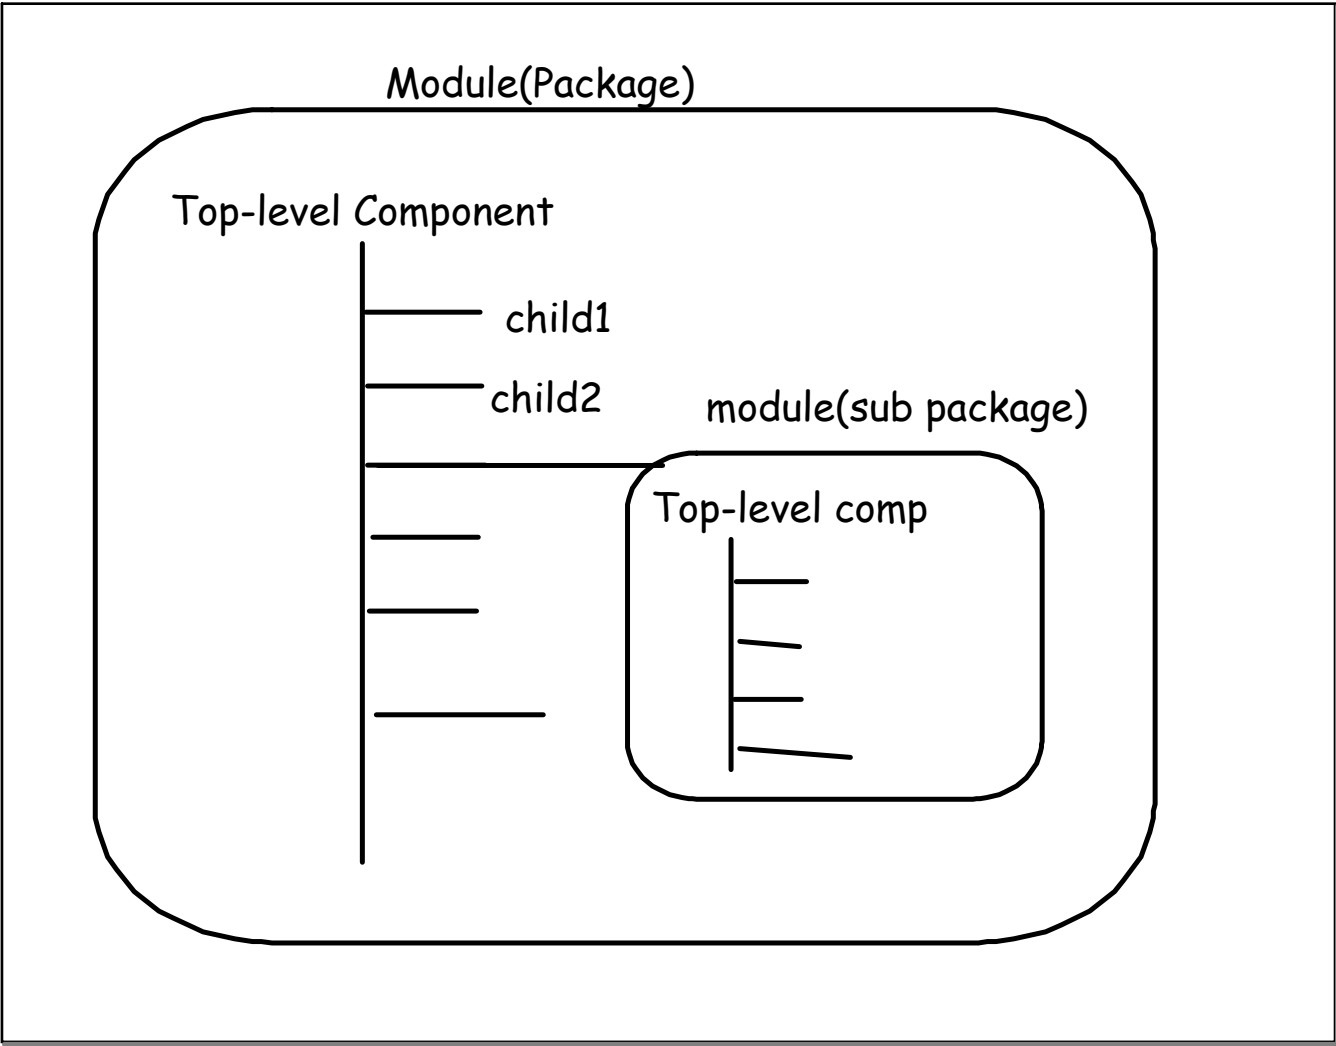 Module(Package)
Top-level Component
child1
child2
module(sub package)
Top-level comp